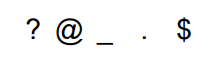 ? @ _ . $